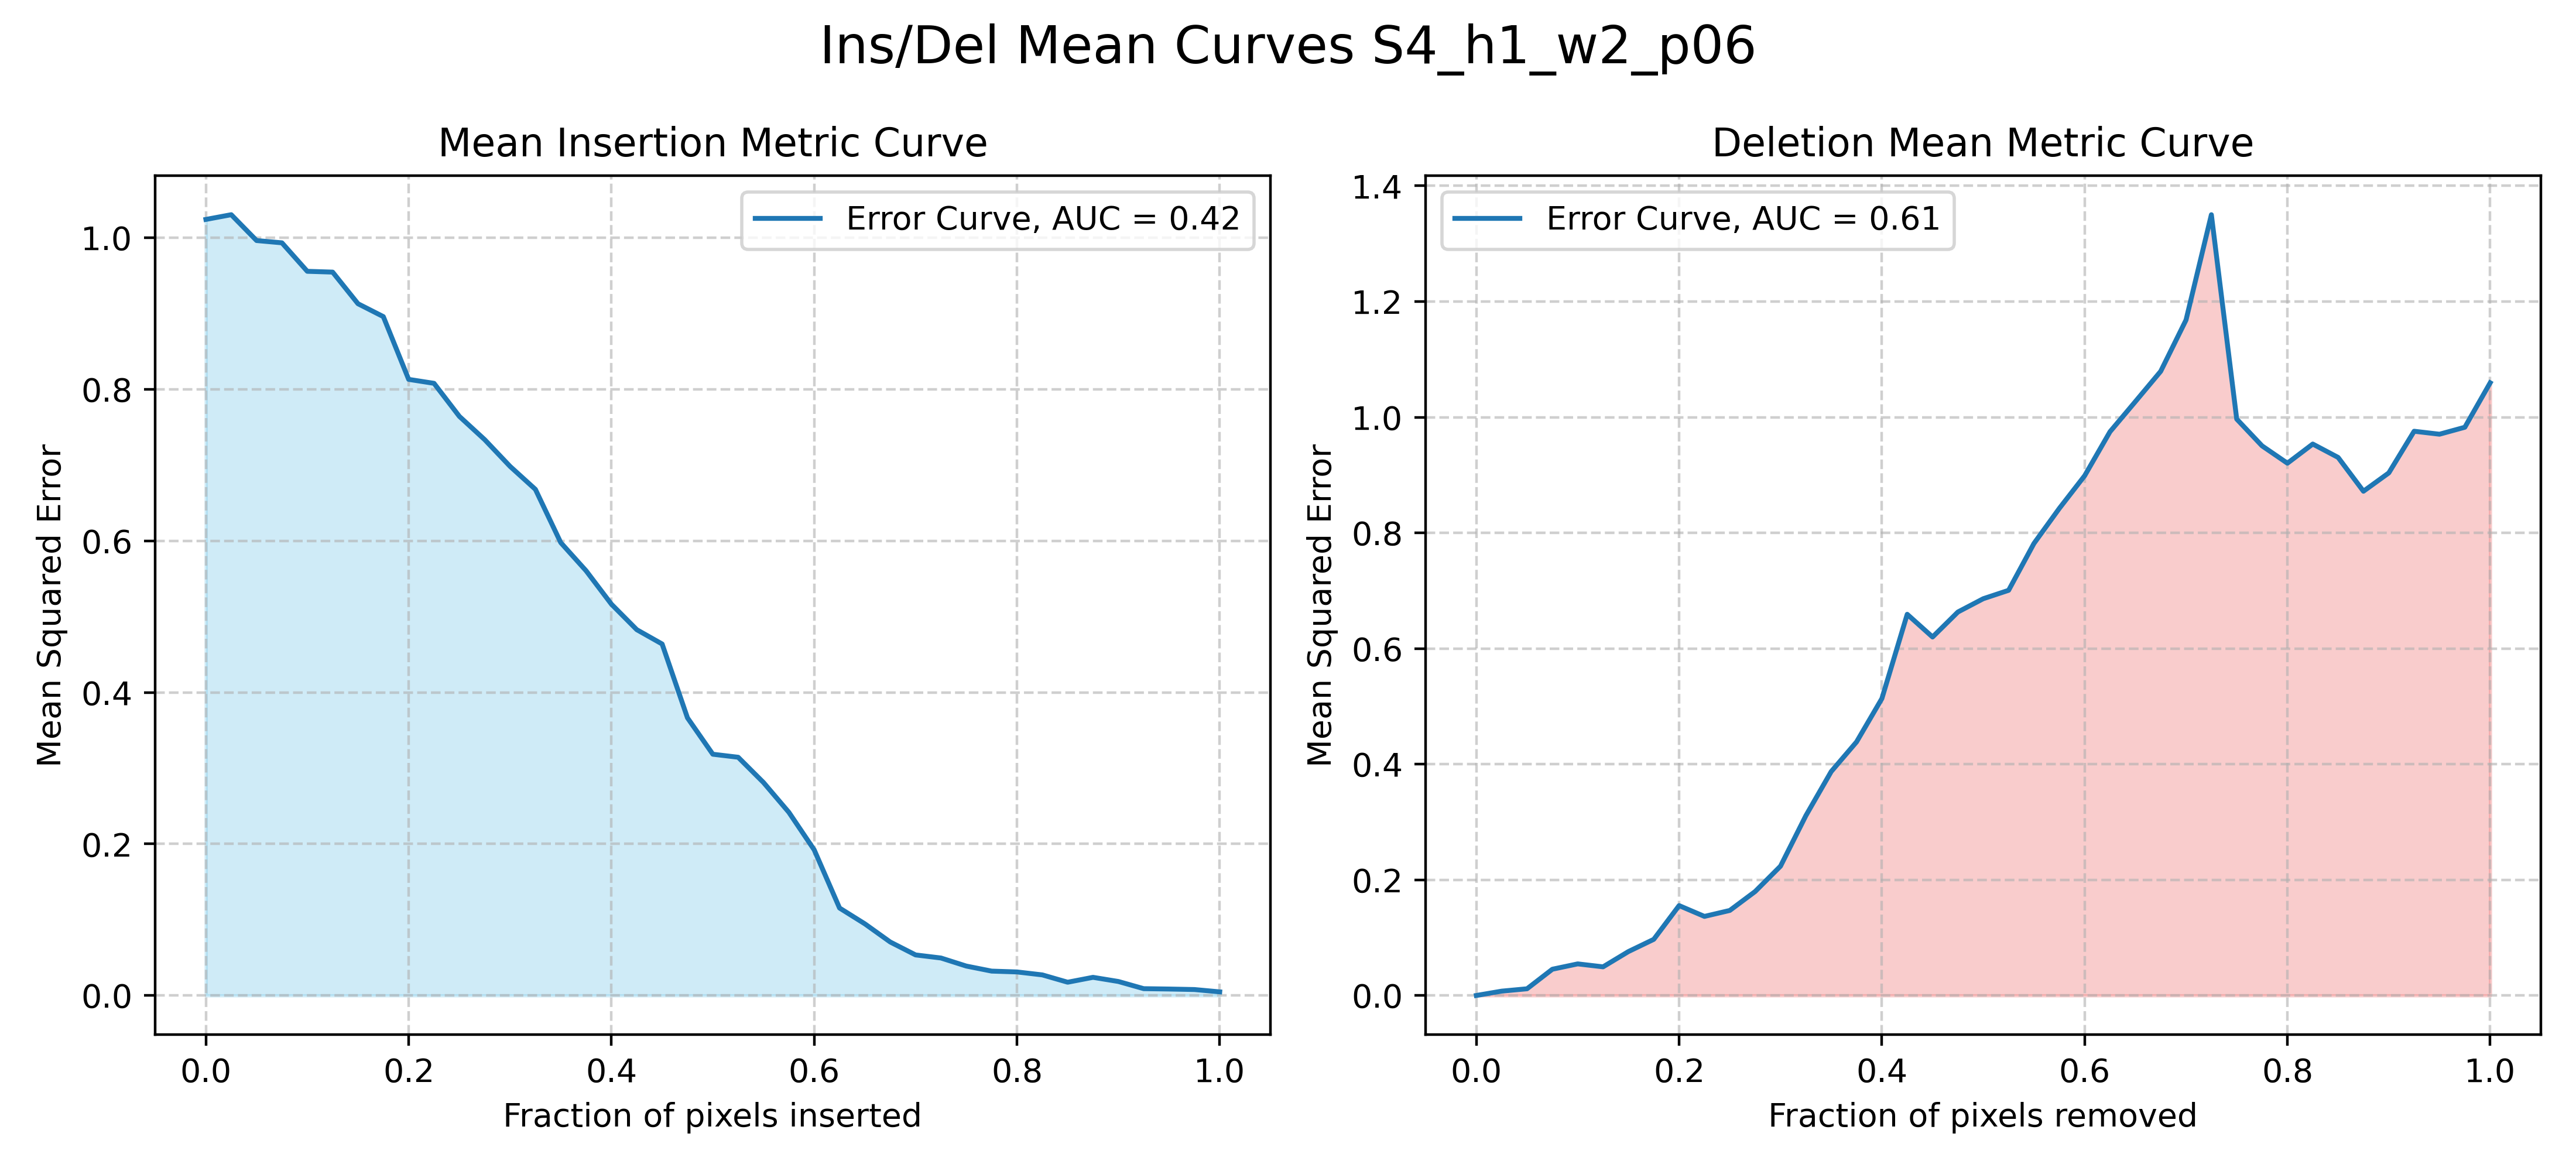 Ins/Del Mean Curves S4_h1_w2_p06
Mean Insertion Metric Curve
Error Curve, AUC = 0.42
Mean Squared Error
1.0
0.8
0.6
0.4
0.2
0.0
0.0 0.2 0.4 0.6 0.8 1.0
Fraction of pixels inserted
Deletion Mean Metric Curve
Error Curve, AUC = 0.61
Mean Squared Error
1.4
1.2
1.0
0.8
0.6
0.4
0.2
0.0
0.0 0.2 0.4 0.6 0.8 1.0
Fraction of pixels removed